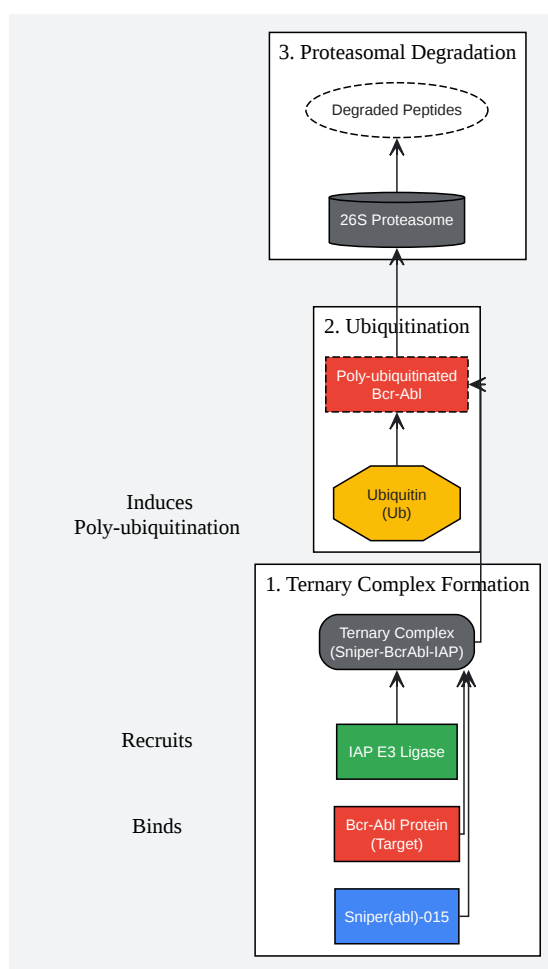 3. Proteasomal Degradation
Degraded Peptides
26S Proteasome
2. Ubiquitination
Poly-ubiquitinated
Bcr-Abl
Ubiquitin
(Ub)
Induces
Poly-ubiquitination
1. Ternary Complex Formation
Ternary Complex
(Sniper-BcrAbl-IAP)
Recruits
IAP E3 Ligase
Binds
Bcr-Abl Protein
(Target)
Sniper(abl)-015